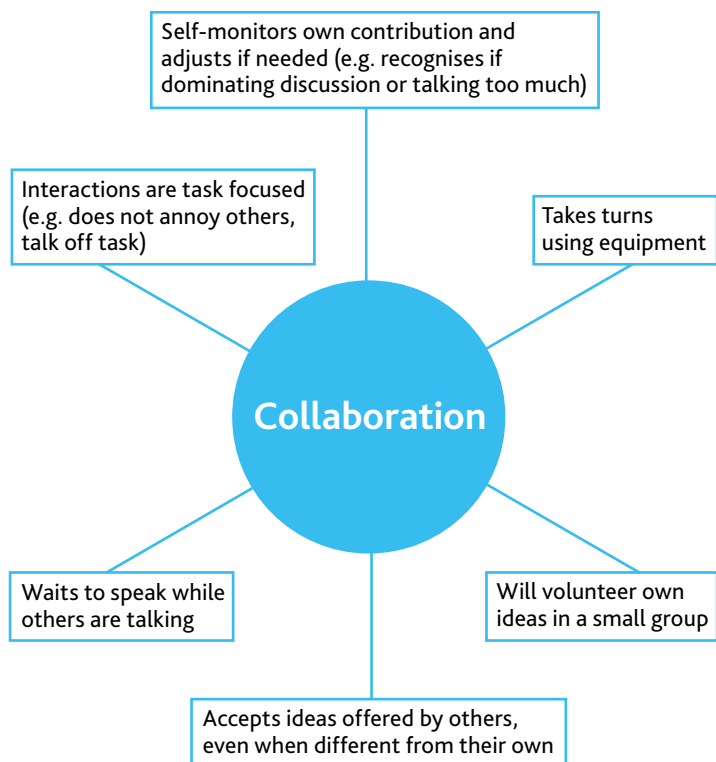 Self-monitors own contribution and
adjusts if needed (e.g. recognises if
dominating discussion or talking too much)
Interactions are task focused
(e.g. does not annoy others,
talk off task)
Takes turns
using equipment
Collaboration
Waits to speak while
others are talking
Will volunteer own
ideas in a small group
Accepts ideas offered by others,
even when different from their own